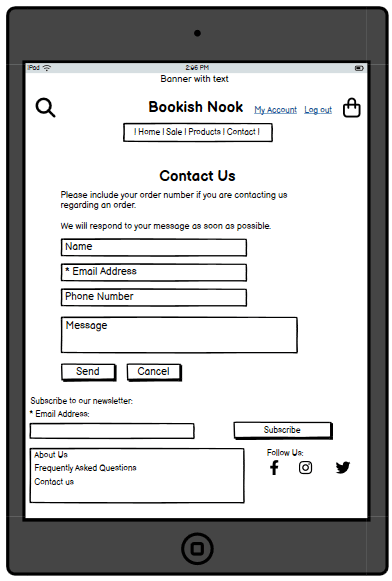 iPad 2:06 PM
Banner with text
Bookish Nook My Account Log out
| Home | Sale | Products | Contact |
Contact Us
Please include your order number if you are contacting us
regarding an order.
We will respond to your message as soon as possible.
Name
* Email Address
Phone Number
Message
Send Cancel
Subscribe to our newsletter:
* Email Address:
Subscribe
About Us
Frequently Asked Questions
Contact us
Follow Us: